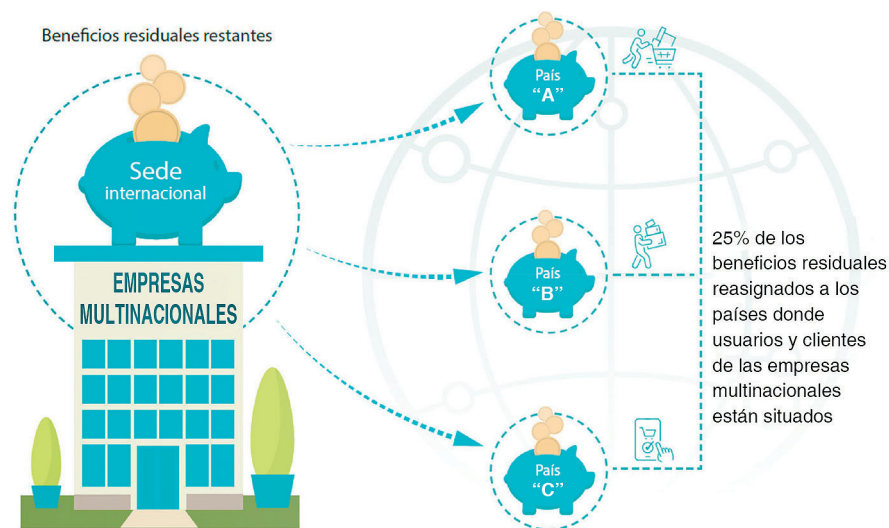 Beneficios residuales restantes
Sede
internacional
EMPRESAS
MULTINACIONALES
País
“A”
País
“B”
País
“C”
25% de los
beneficios residuales
reasignados a los
países donde
usuarios y clientes
de las empresas
multinacionales
están situados